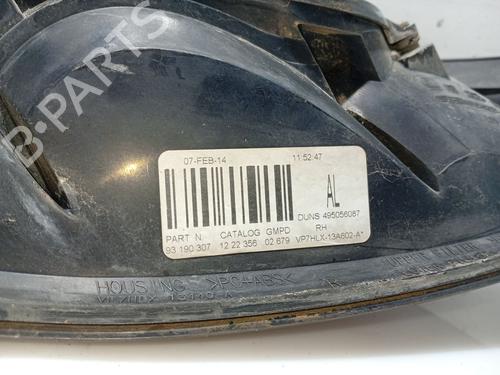 B-PARTS
07-FEB-14 11:52:47
AL
DUNS 495056087
PART N. CATALOG GMPD RH
93 190 307 12 22 356 02 679 VP7HLX-13A602-A*
HOUSING >PC+ABS<